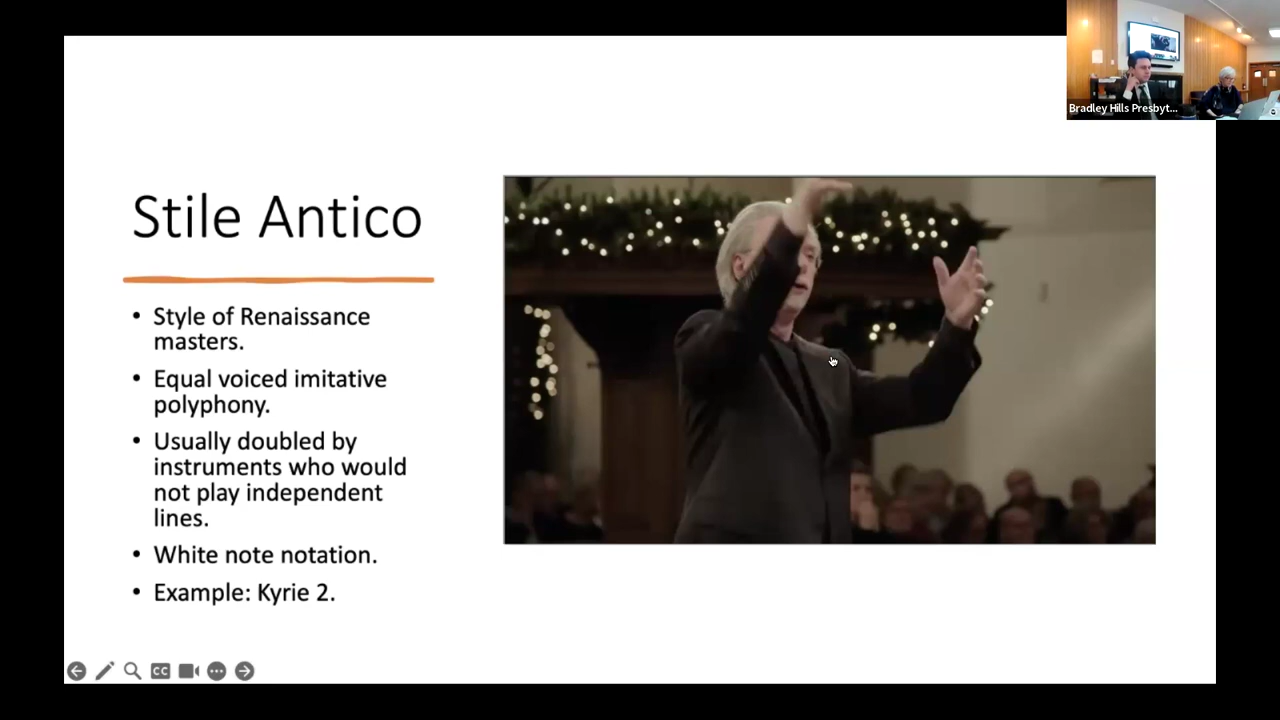 Bradley Hills Presbyt...
Stile Antico
• Style of Renaissance
masters.
• Equal voiced imitative
polyphony.
• Usually doubled by
instruments who would
not play independent
lines.
• White note notation.
• Example: Kyrie 2.
CC